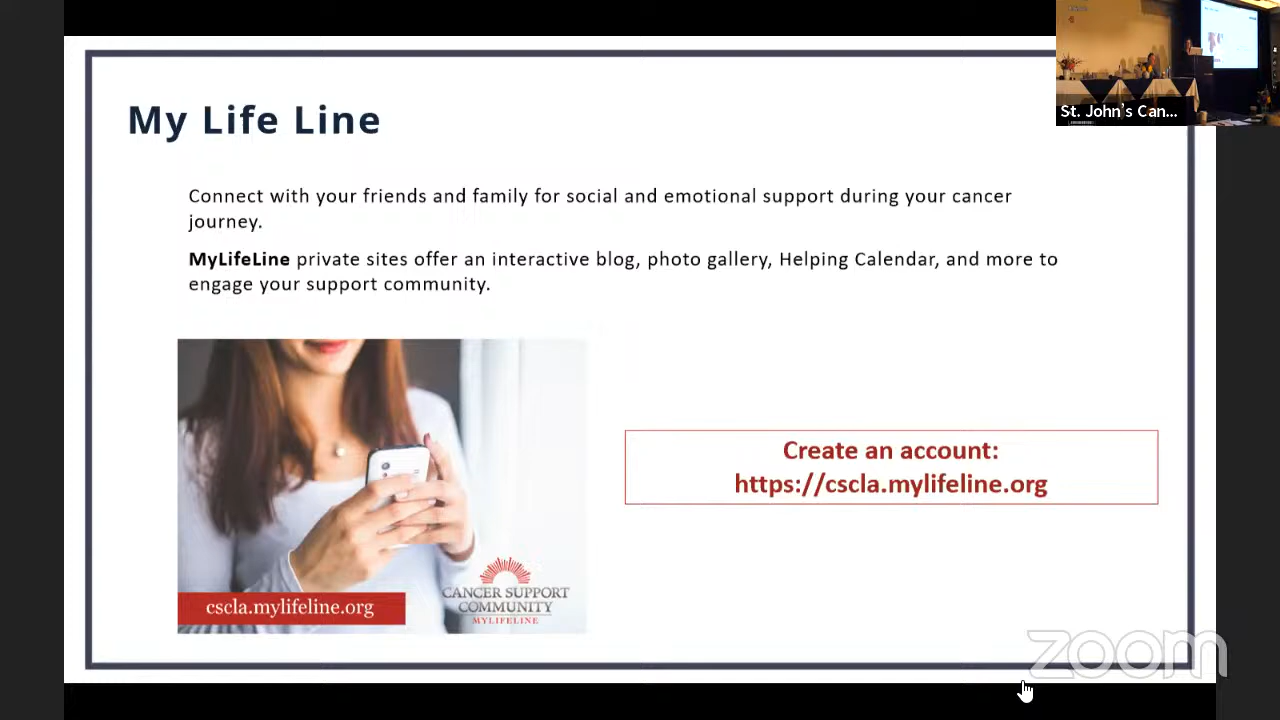 My Life Line
Connect with your friends and family for social and emotional support during your cancer
journey.
MyLifeLine private sites offer an interactive blog, photo gallery, Helping Calendar, and more to
engage your support community.
Create an account:
https://cscla.mylifeline.org
cscla.mylifeline.org
CANCER SUPPORT
COMMUNITY
MYLIFELINE
St. John's Can...
zoom